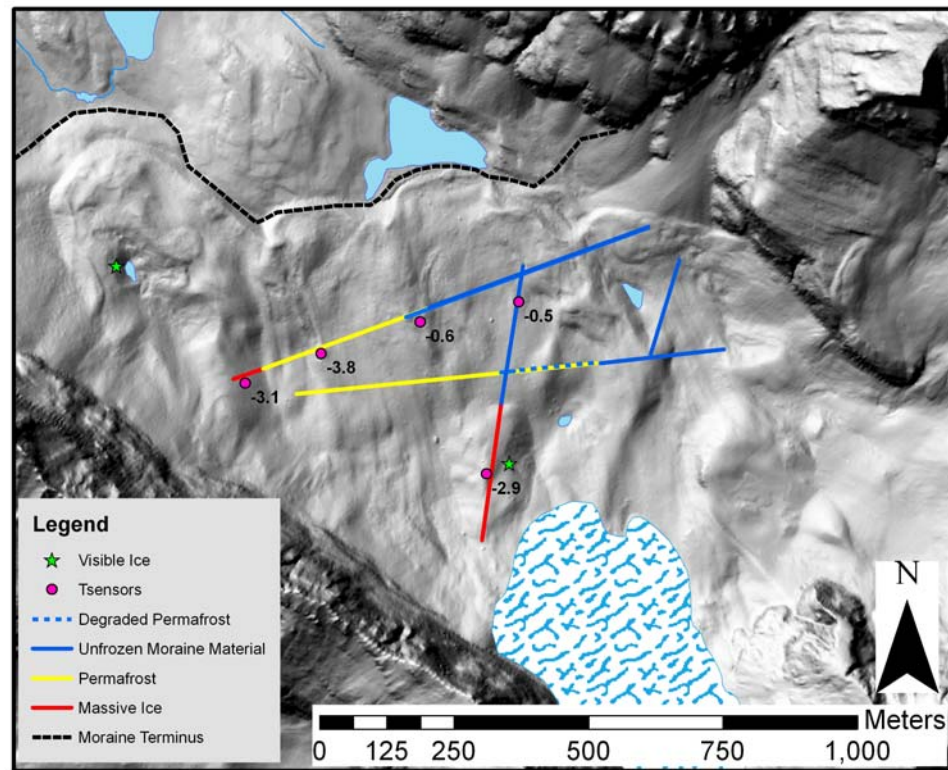 -0.5
-0.6
-3.8
-3.1
-2.9
Legend
Visible Ice
Tsensors
Degraded Permafrost
Unfrozen Moraine Material
Permafrost
Massive Ice
Moraine Terminus
N
Meters
0 125 250 500 750 1,000